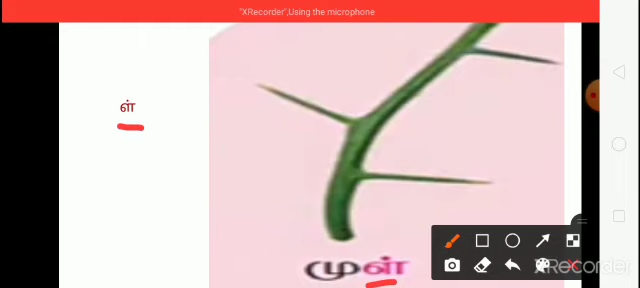 "XRecorder",Using the microphone
ள்
முள்
XRecorder